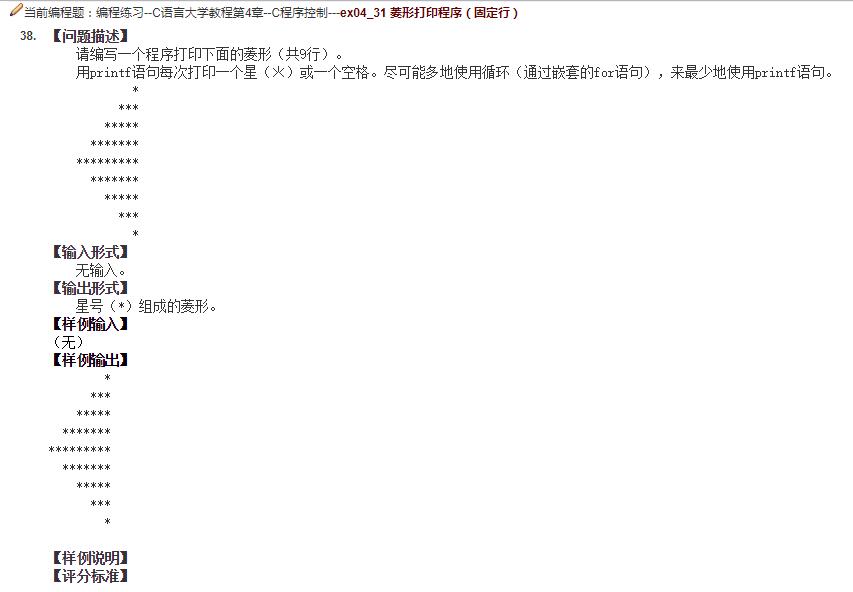 当前编程题：编程练习--C语言大学教程第4章--C程序控制---ex04_31 菱形打印程序（固定行）
38. 【问题描述】
    请编写一个程序打印下面的菱形（共9行）。
    用printf语句每次打印一个星（＊）或一个空格。尽可能多地使用循环（通过嵌套的for语句），来最少地使用printf语句。
            *
          ***
        *****
      *******
    *********
      *******
        *****
          ***
            *
【输入形式】
    无输入。
【输出形式】
    星号（*）组成的菱形。
【样例输入】
（无）
【样例输出】
        *
      ***
    *****
  *******
*********
  *******
    *****
      ***
        *
【样例说明】
【评分标准】